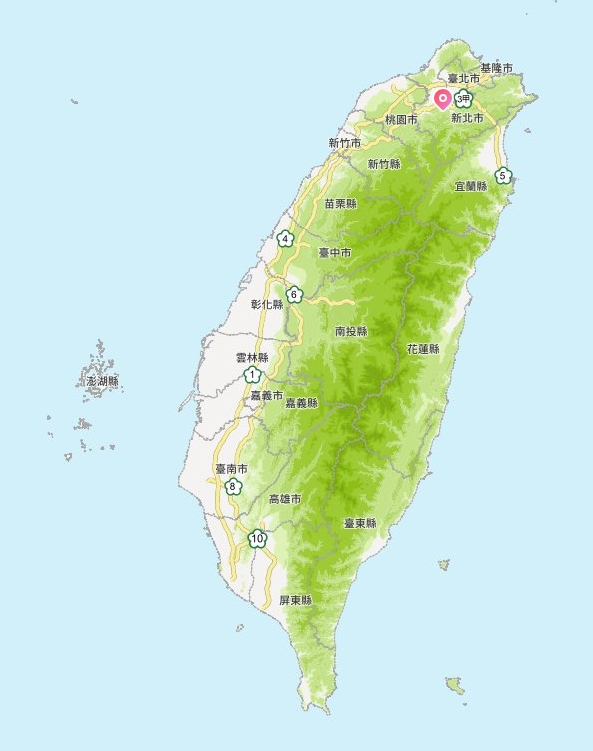 基隆市
臺北市
3甲
新北市
桃園市
新竹市
新竹縣
5
宜蘭縣
苗栗縣
4
臺中市
6
彰化縣
南投縣
花蓮縣
雲林縣
1
澎湖縣
嘉義市
嘉義縣
臺南市
8
高雄市
臺東縣
10
屏東縣